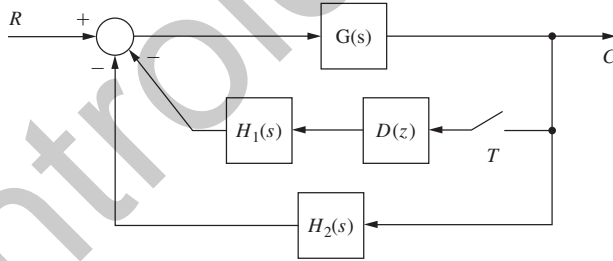 R + G(s) C
− −
H₁(s) D(z) T
H₂(s)